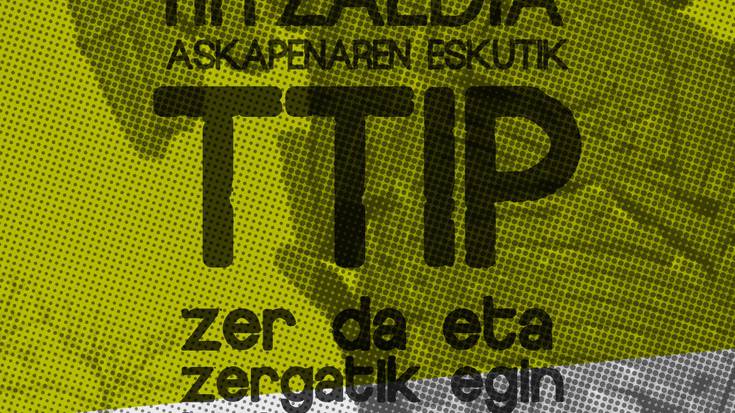 HITZALDIA
ASKAPENAREN ESKUTIK
TTIP
zer da eta
zergatik egin